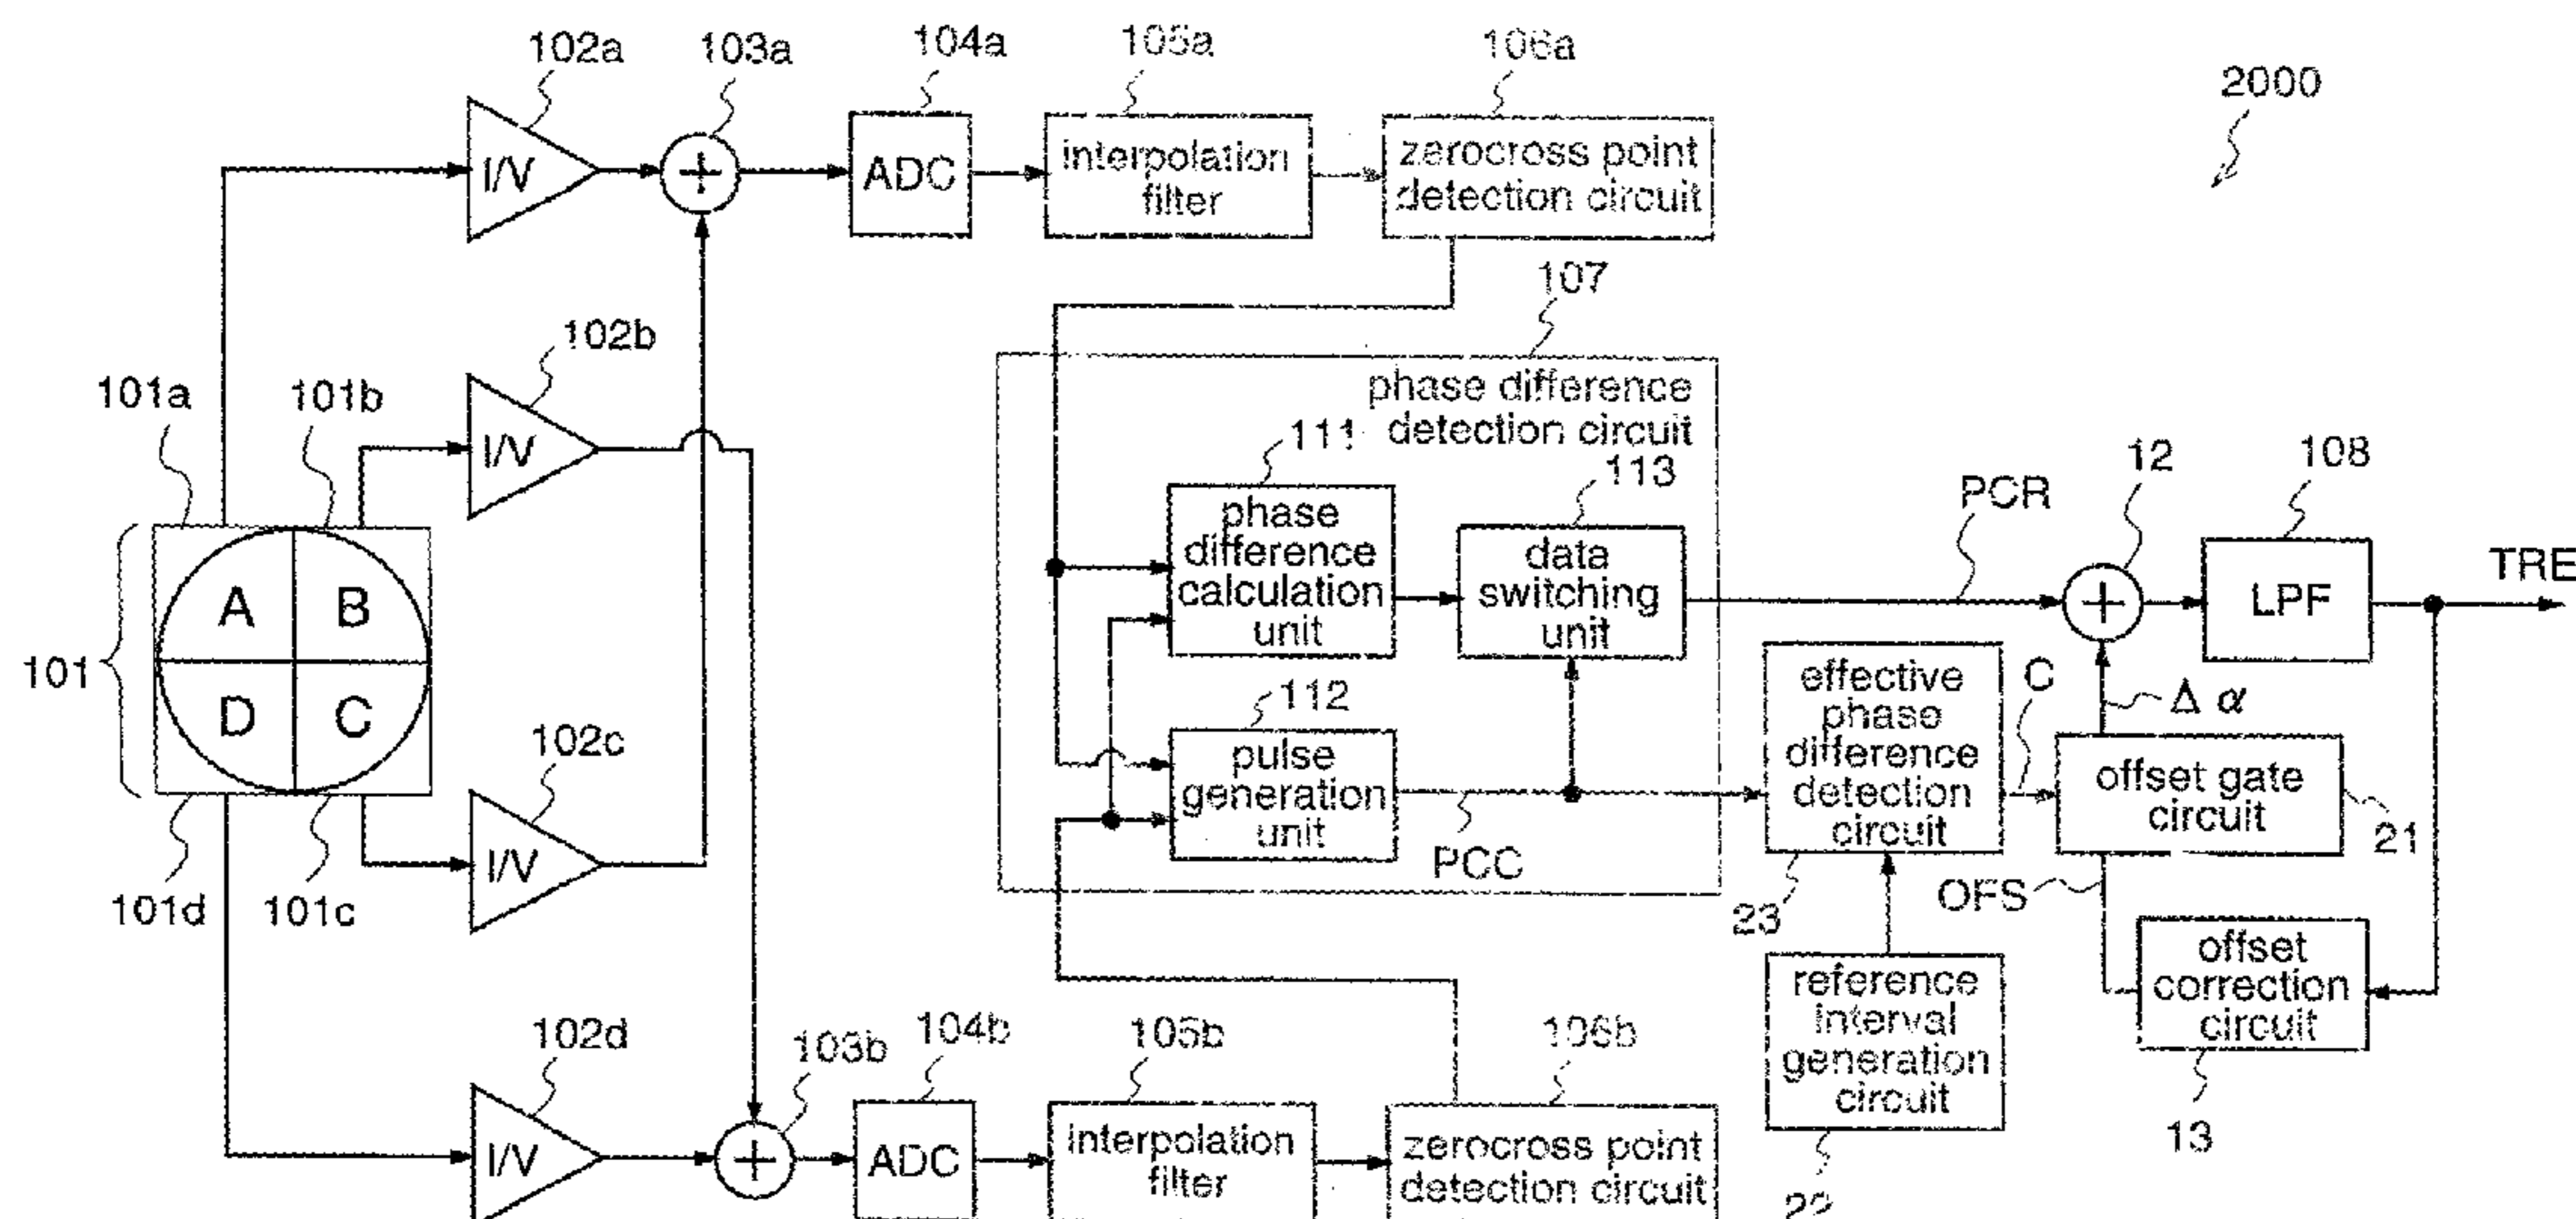 102a
103a
104a
105a
106a
2000
I/V
+
ADC
interpolation
filter
zerocross point
detection circuit
107
102b
101a
101b
I/V
phase difference
detection circuit
111
113
PCR
12
108
phase
difference
calculation
unit
data
switching
unit
+
LPF
TRE
A
B
D
C
101
112
effective
phase
difference
detection
circuit
C
Δ α
102c
pulse
generation
unit
offset gate
circuit
21
I/V
PCC
101d
101c
23
OFS
reference
interval
generation
circuit
offset
correction
circuit
13
102d
103b
104b
105b
106b
I/V
+
ADC
interpolation
filter
zerocross point
detection circuit